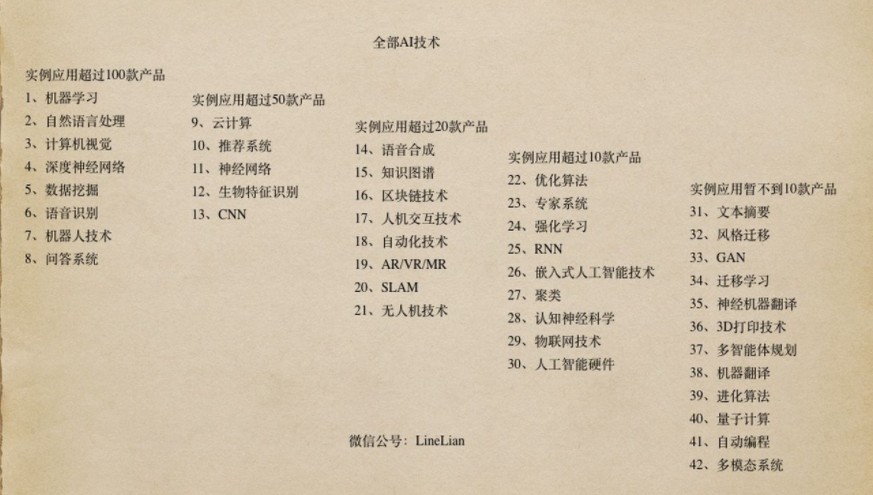 全部AI技术
实例应用超过100款产品
1、机器学习
2、自然语言处理
3、计算机视觉
4、深度神经网络
5、数据挖掘
6、语音识别
7、机器人技术
8、问答系统
实例应用超过50款产品
9、云计算
10、推荐系统
11、神经网络
12、生物特征识别
13、CNN
实例应用超过20款产品
14、语音合成
15、知识图谱
16、区块链技术
17、人机交互技术
18、自动化技术
19、AR/VR/MR
20、SLAM
21、无人机技术
实例应用超过10款产品
22、优化算法
23、专家系统
24、强化学习
25、RNN
26、嵌入式人工智能技术
27、聚类
28、认知神经科学
29、物联网技术
30、人工智能硬件
实例应用暂不到10款产品
31、文本摘要
32、风格迁移
33、GAN
34、迁移学习
35、神经机器翻译
36、3D打印技术
37、多智能体规划
38、机器翻译
39、进化算法
40、量子计算
41、自动编程
42、多模态系统
微信公号：LineLian